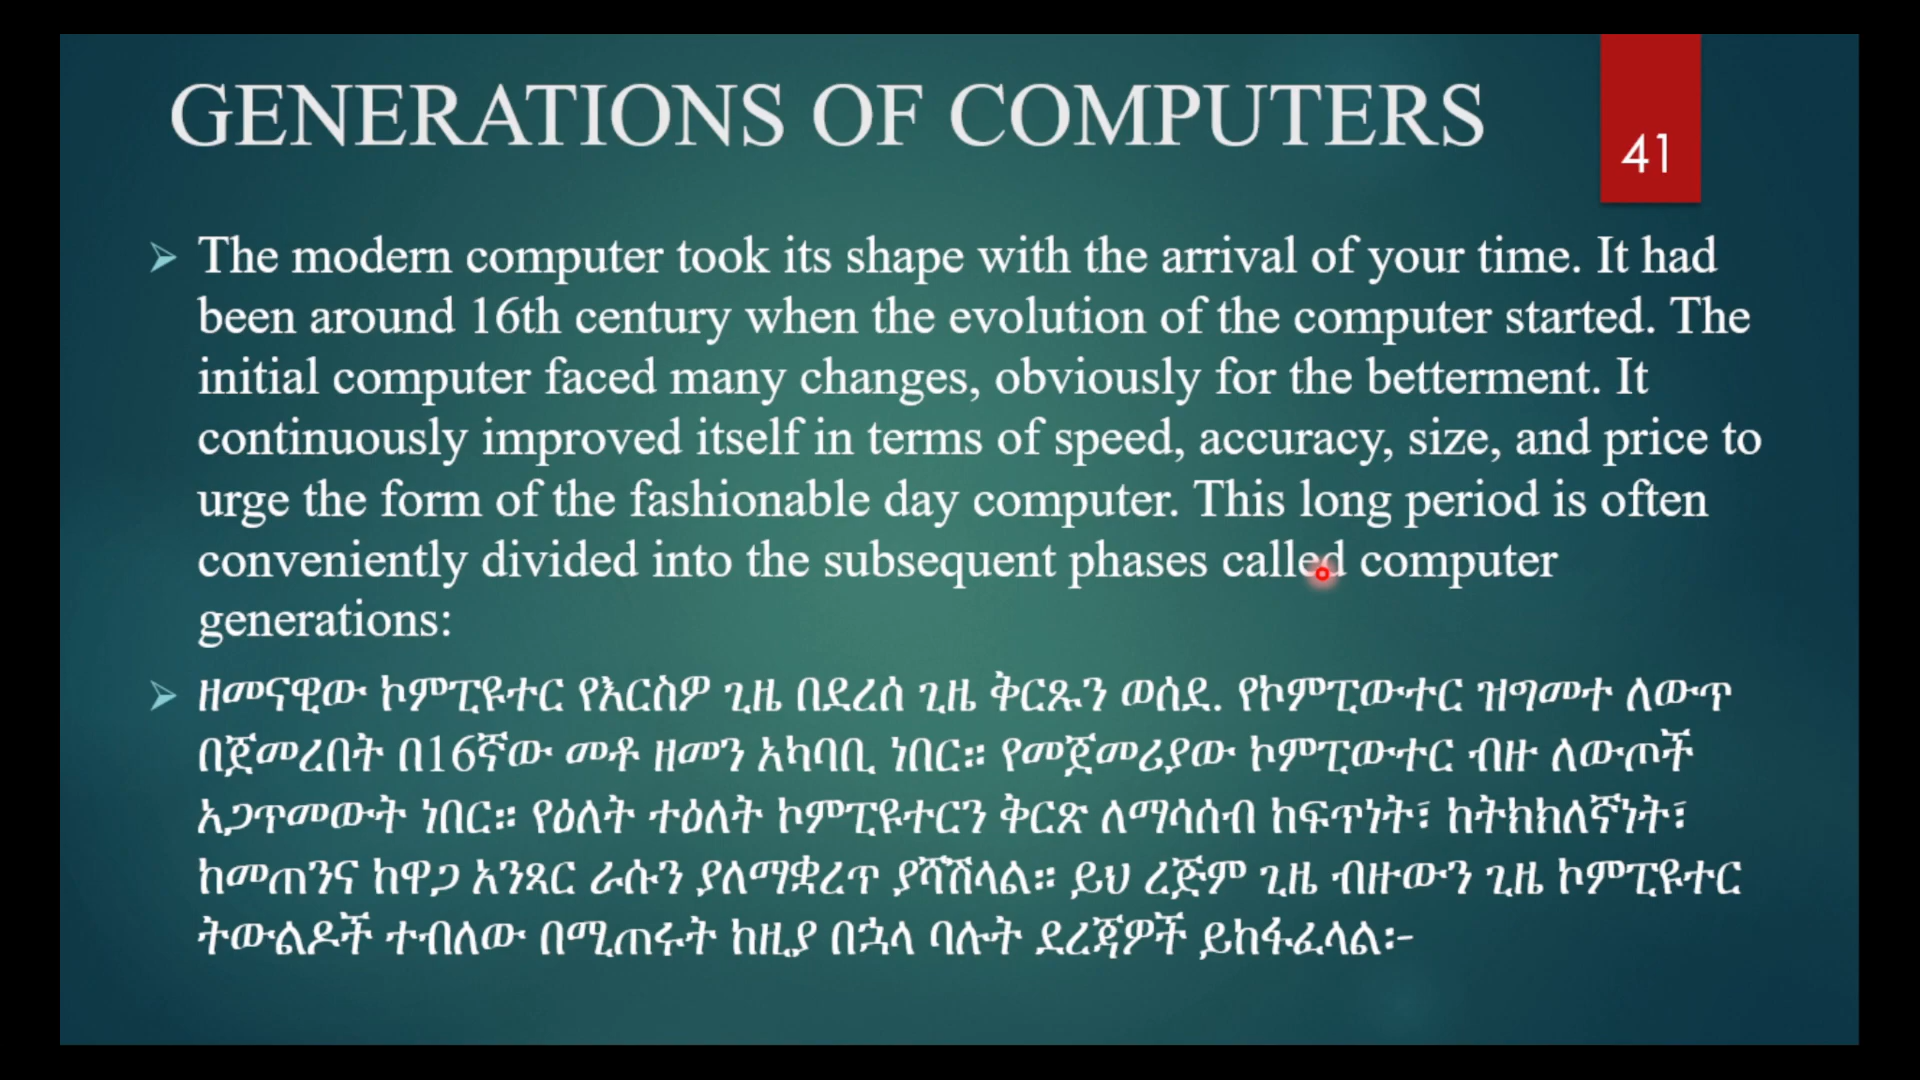 GENERATIONS OF COMPUTERS
41
The modern computer took its shape with the arrival of your time. It had
been around 16th century when the evolution of the computer started. The
initial computer faced many changes, obviously for the betterment. It
continuously improved itself in terms of speed, accuracy, size, and price to
urge the form of the fashionable day computer. This long period is often
conveniently divided into the subsequent phases called computer
generations:
ዘመናዊው ኮምፒዩተር የእርስዎ ጊዜ በደረሰ ጊዜ ቅርጹን ወሰደ. የኮምፒውተር ዝግመተ ለውጥ
በጀመረበት በ16ኛው መቶ ዘመን አካባቢ ነበር። የመጀመሪያው ኮምፒውተር ብዙ ለውጦች
አጋጥመውት ነበር። የዕለት ተዕለት ኮምፒዩተርን ቅርጽ ለማሳሰብ ከፍጥነት፣ ከትክክለኛነት፣
ከመጠንና ከዋጋ አንጻር ራሱን ያለማቋረጥ ያሻሽላል። ይህ ረጅም ጊዜ ብዙውን ጊዜ ኮምፒዩተር
ትውልዶች ተብለው በሚጠሩት ከዚያ በኋላ ባሉት ደረጃዎች ይከፋፈላል፡-